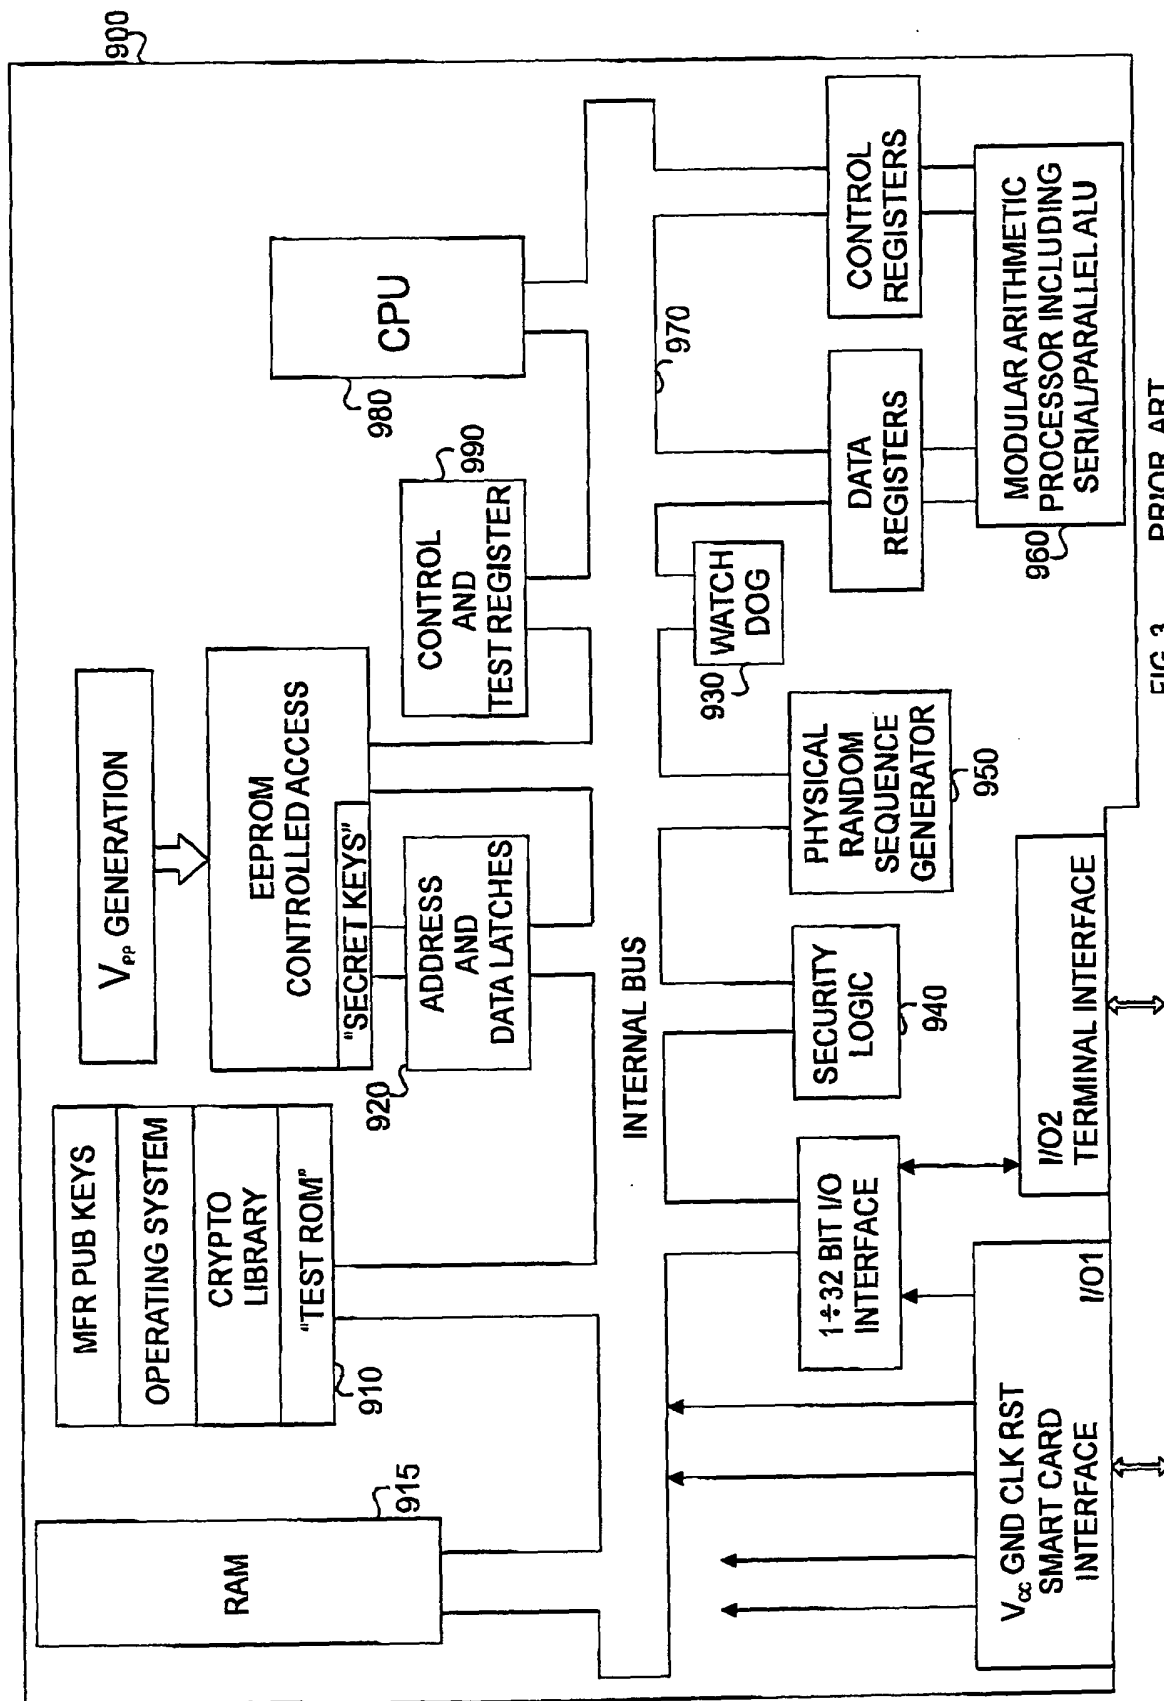 900
RAM
915
MFR PUB KEYS
OPERATING SYSTEM
CRYPTO
LIBRARY
"TEST ROM"
910
Vpp GENERATION
EEPROM
CONTROLLED ACCESS
"SECRET KEYS"
ADDRESS
AND
DATA LATCHES
920
CONTROL
AND
TEST REGISTER
990
CPU
980
INTERNAL BUS
970
Vcc GND CLK RST
SMART CARD
INTERFACE
I/O1
1÷32 BIT I/O
INTERFACE
I/O2
TERMINAL INTERFACE
SECURITY
LOGIC
940
PHYSICAL
RANDOM
SEQUENCE
GENERATOR
950
WATCH
DOG
930
DATA
REGISTERS
CONTROL
REGISTERS
MODULAR ARITHMETIC
PROCESSOR INCLUDING
SERIAL/PARALLEL ALU
960
FIG. 3 PRIOR ART